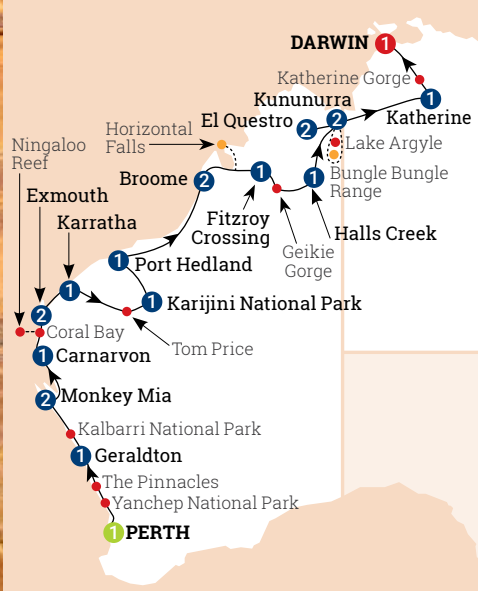 DARWIN 1
Katherine Gorge
Kununurra
1
2
El Questro 2
Katherine
Horizontal
Falls
Lake Argyle
Ningaloo
Reef
Bungle Bungle
Range
Broome
2
1
1
Exmouth
Fitzroy
Crossing
Halls Creek
Karratha
Geikie
Gorge
1 Port Hedland
1
1 Karijini National Park
2
Coral Bay
Tom Price
1 Carnarvon
2 Monkey Mia
Kalbarri National Park
1 Geraldton
The Pinnacles
Yanchep National Park
1 PERTH